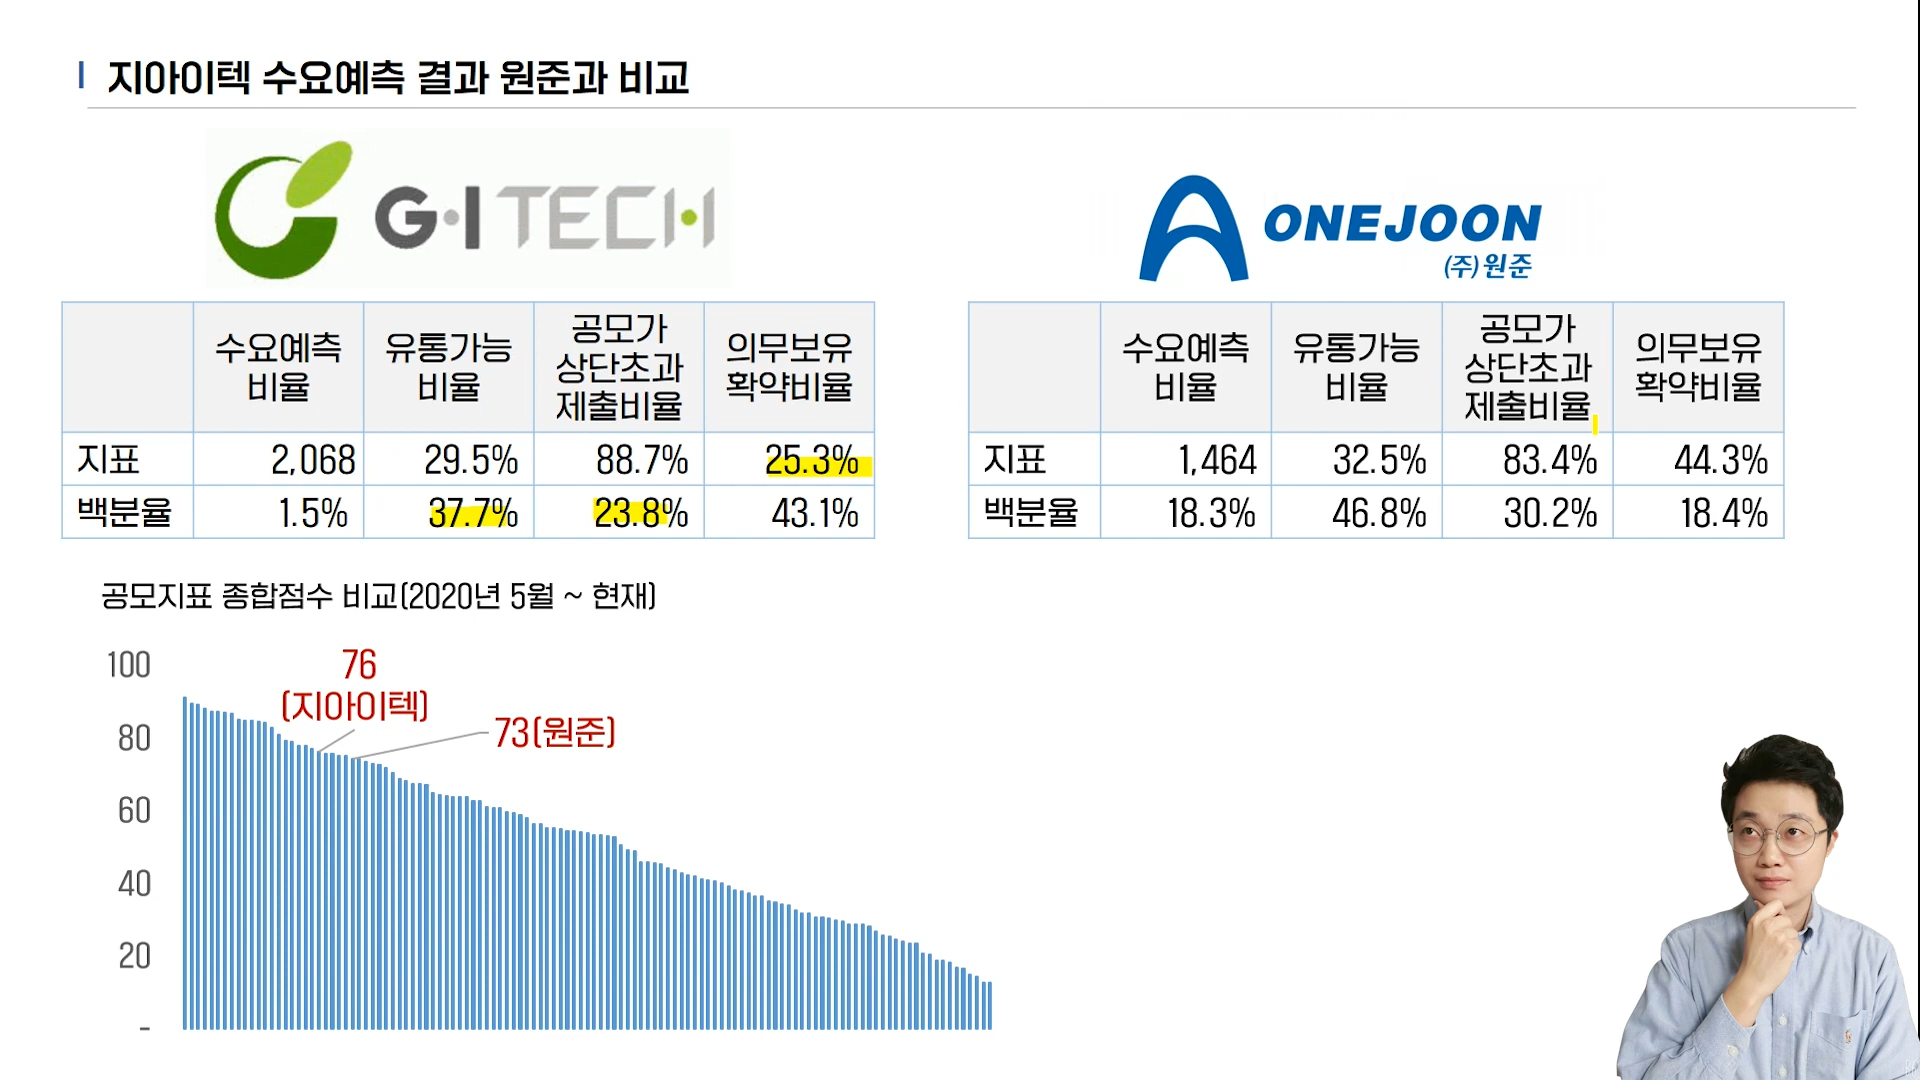 지아이텍 수요예측 결과 원준과 비교
G·I TECH
ONEJOON
(주)원준
수요예측 비율
유통가능 비율
공모가 상단초과 제출비율
의무보유 확약비율
지표 2,068 29.5% 88.7% 25.3%
백분율 1.5% 37.7% 23.8% 43.1%
수요예측 비율
유통가능 비율
공모가 상단초과 제출비율
의무보유 확약비율
지표 1,464 32.5% 83.4% 44.3%
백분율 18.3% 46.8% 30.2% 18.4%
공모지표 종합점수 비교(2020년 5월 ~ 현재)
100
80
60
40
20
-
76
(지아이텍)
73(원준)